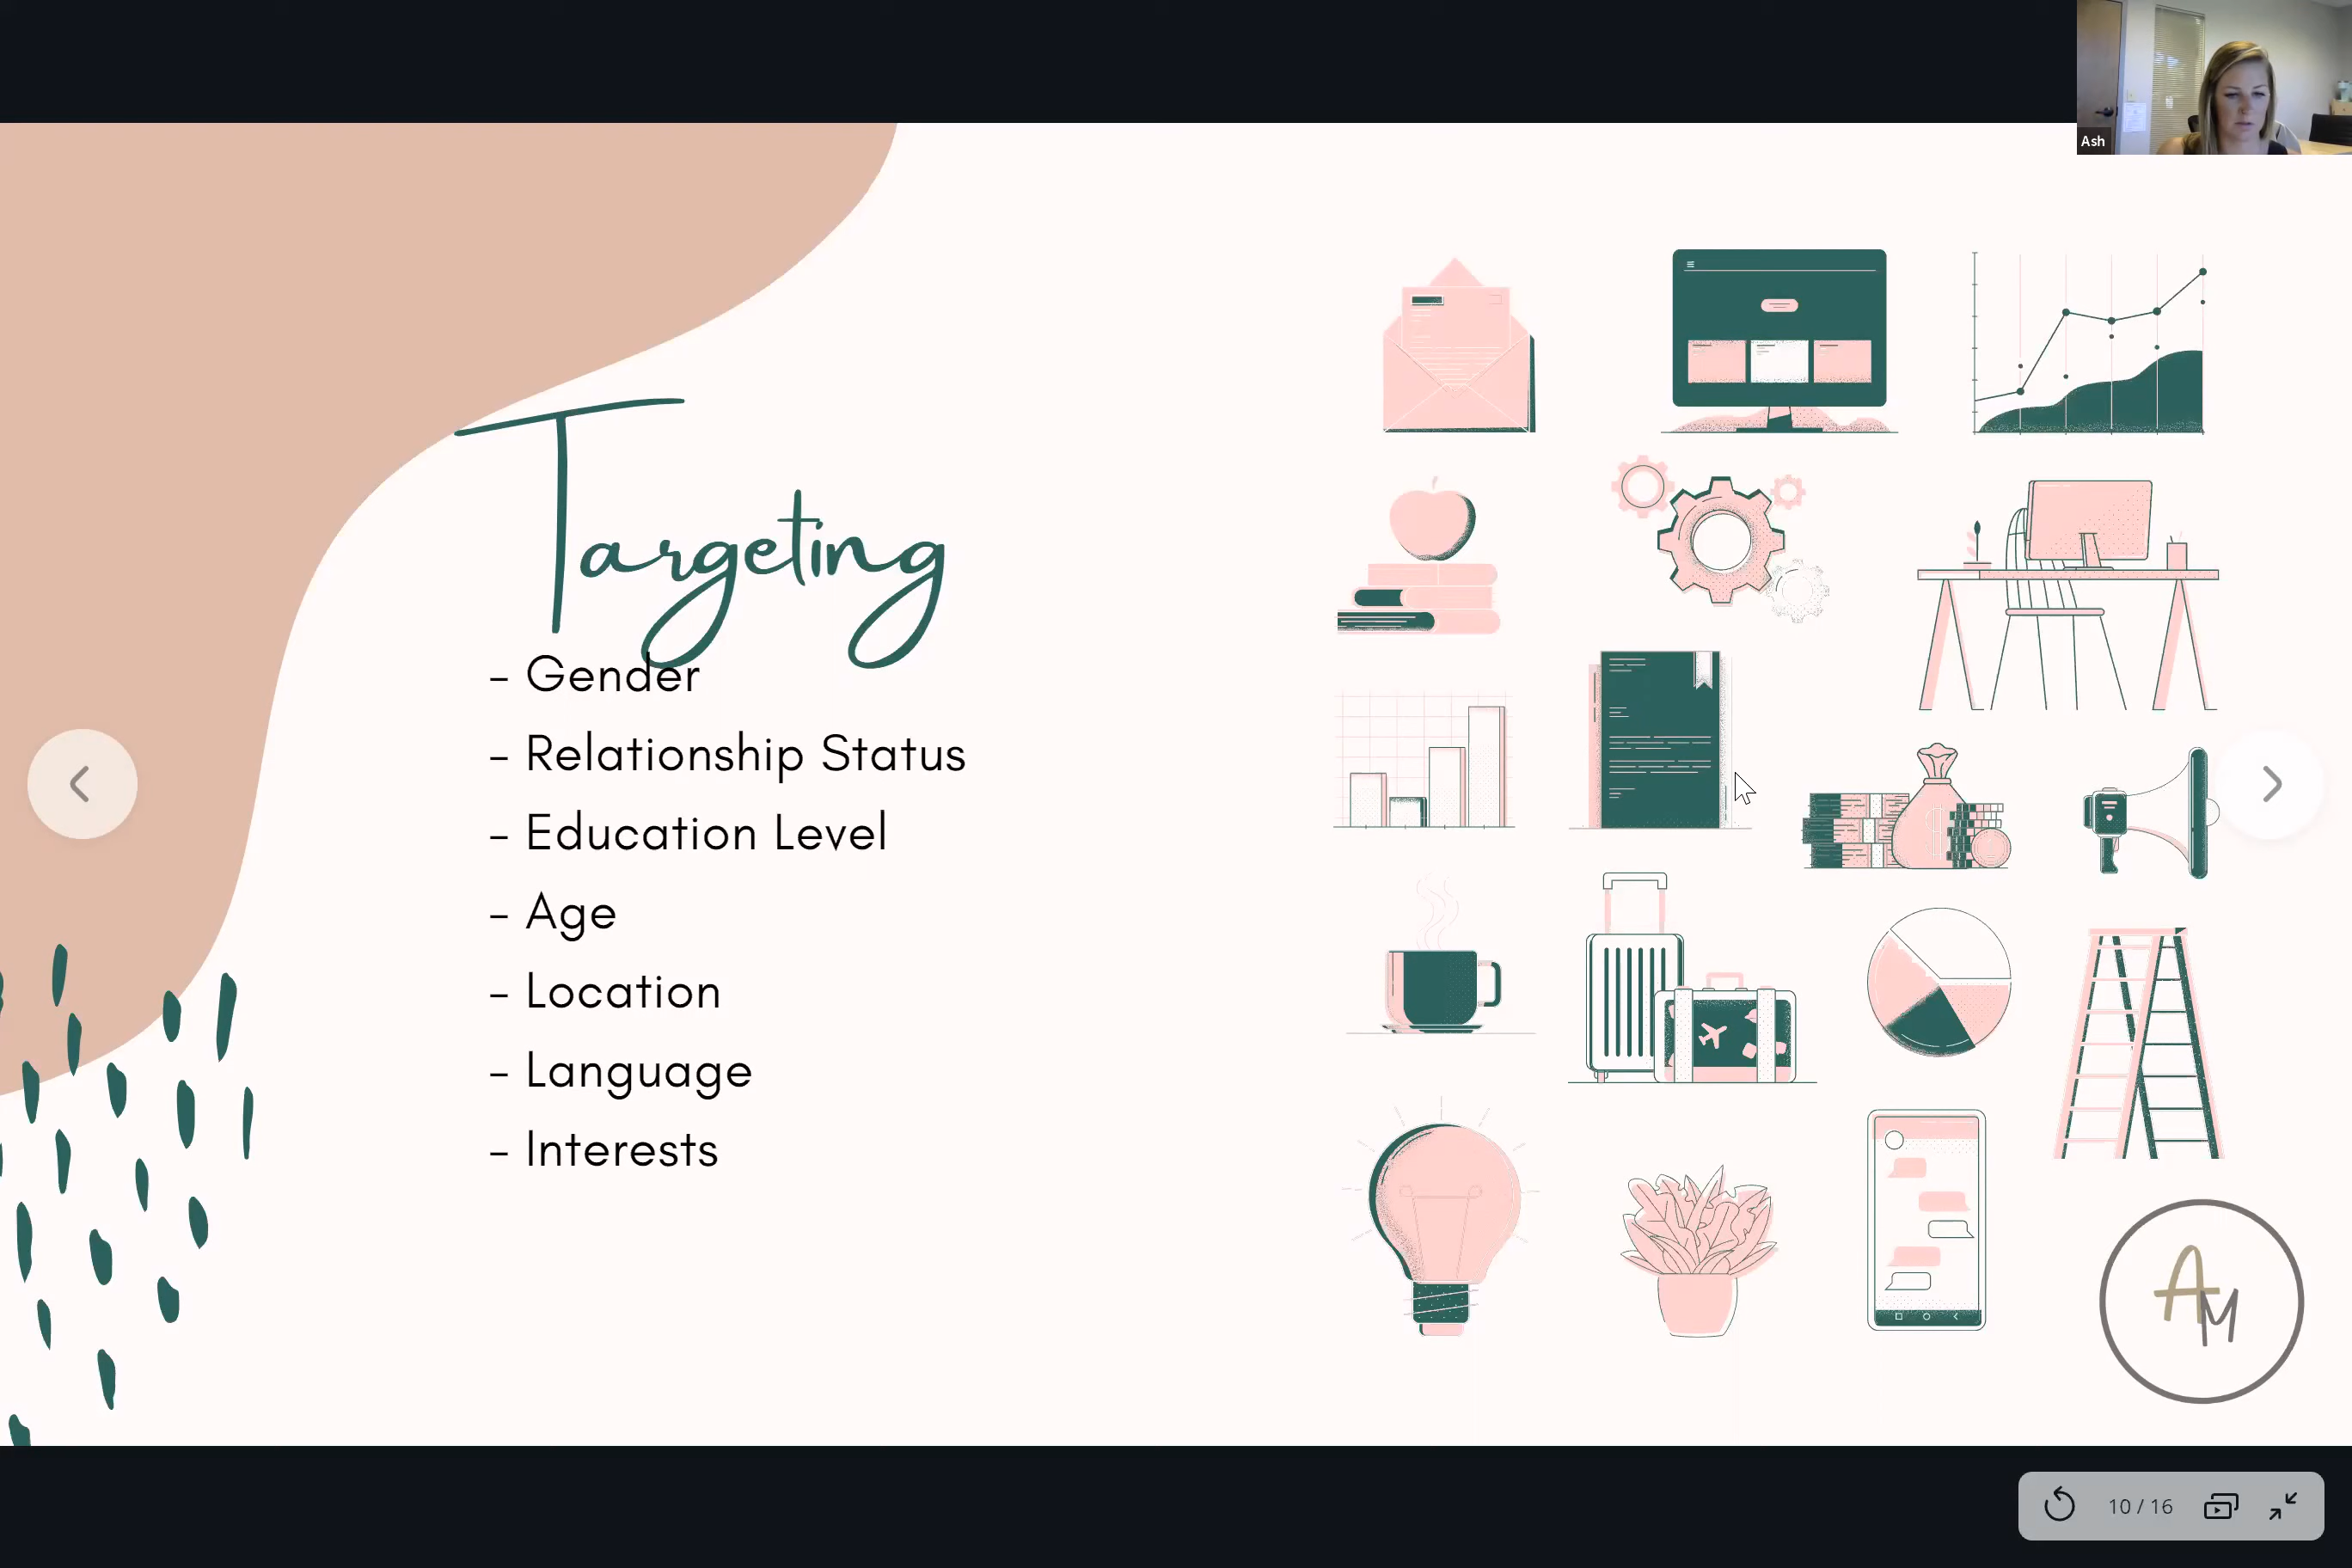 Ash
Targeting
- Gender
- Relationship Status
- Education Level
- Age
- Location
- Language
- Interests
AM
10 / 16